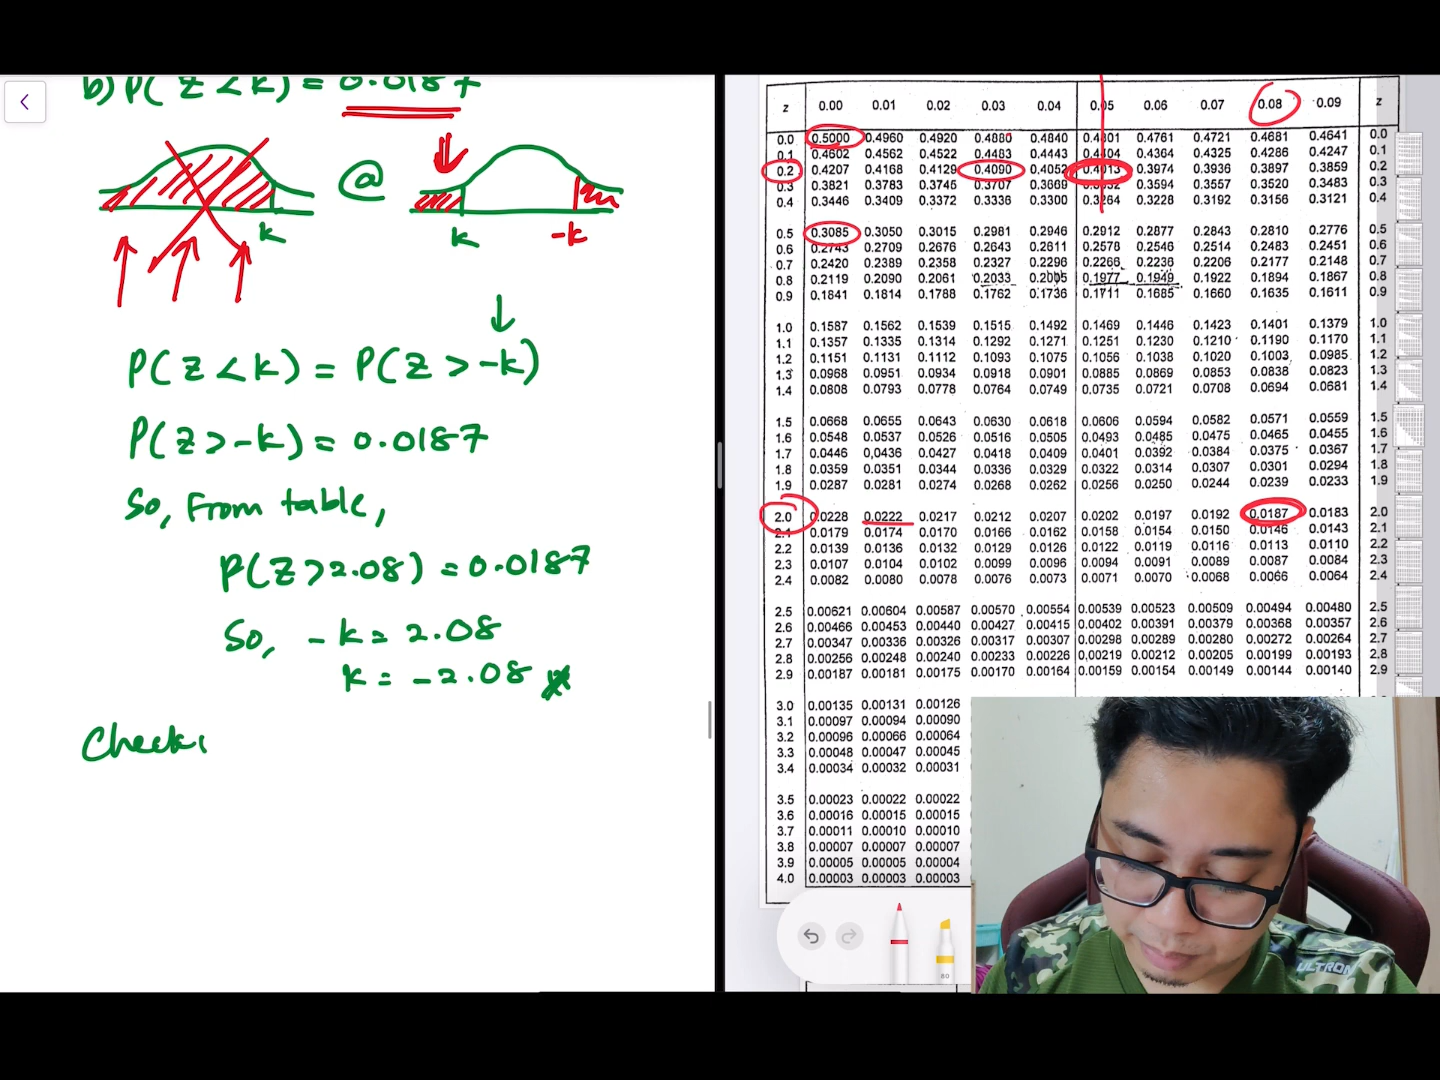 b) P(Z < k) = 0.0187
@
k
k
-k
P(Z < k) = P(Z > -k)
P(Z > -k) = 0.0187
So, From table,
P(Z > 2.08) = 0.0187
So, -k = 2.08
k = -2.08
Check
z 0.00 0.01 0.02 0.03 0.04 0.05 0.06 0.07 0.08 0.09 z
0.0 0.5000 0.4960 0.4920 0.4880 0.4840 0.4801 0.4761 0.4721 0.4681 0.4641 0.0
0.1 0.4602 0.4562 0.4522 0.4483 0.4443 0.4404 0.4364 0.4325 0.4286 0.4247 0.1
0.2 0.4207 0.4168 0.4129 0.4090 0.4052 0.4013 0.3974 0.3936 0.3897 0.3859 0.2
0.3 0.3821 0.3783 0.3745 0.3707 0.3669 0.3594 0.3557 0.3520 0.3483 0.3
0.4 0.3446 0.3409 0.3372 0.3336 0.3300 0.3264 0.3228 0.3192 0.3156 0.3121 0.4
0.5 0.3085 0.3050 0.3015 0.2981 0.2946 0.2912 0.2877 0.2843 0.2810 0.2776 0.5
0.6 0.2743 0.2709 0.2676 0.2643 0.2611 0.2578 0.2546 0.2514 0.2483 0.2451 0.6
0.7 0.2420 0.2389 0.2358 0.2327 0.2296 0.2266 0.2236 0.2206 0.2177 0.2148 0.7
0.8 0.2119 0.2090 0.2061 0.2033 0.2005 0.1977 0.1949 0.1922 0.1894 0.1867 0.8
0.9 0.1841 0.1814 0.1788 0.1762 0.1736 0.1711 0.1685 0.1660 0.1635 0.1611 0.9
1.0 0.1587 0.1562 0.1539 0.1515 0.1492 0.1469 0.1446 0.1423 0.1401 0.1379 1.0
1.1 0.1357 0.1335 0.1314 0.1292 0.1271 0.1251 0.1230 0.1210 0.1190 0.1170 1.1
1.2 0.1151 0.1131 0.1112 0.1093 0.1075 0.1056 0.1038 0.1020 0.1003 0.0985 1.2
1.3 0.0968 0.0951 0.0934 0.0918 0.0901 0.0885 0.0869 0.0853 0.0838 0.0823 1.3
1.4 0.0808 0.0793 0.0778 0.0764 0.0749 0.0735 0.0721 0.0708 0.0694 0.0681 1.4
1.5 0.0668 0.0655 0.0643 0.0630 0.0618 0.0606 0.0594 0.0582 0.0571 0.0559 1.5
1.6 0.0548 0.0537 0.0526 0.0516 0.0505 0.0493 0.0485 0.0475 0.0465 0.0455 1.6
1.7 0.0446 0,0436 0.0427 0.0418 0.0409 0.0401 0.0392 0.0384 0.0375 0.0367 1.7
1.8 0.0359 0.0351 0.0344 0.0336 0.0329 0.0322 0.0314 0.0307 0.0301 0.0294 1.8
1.9 0.0287 0.0281 0.0274 0.0268 0.0262 0.0256 0.0250 0.0244 0.0239 0.0233 1.9
2.0 0.0228 0.0222 0.0217 0.0212 0.0207 0.0202 0.0197 0.0192 0.0187 0.0183 2.0
2.1 0.0179 0.0174 0.0170 0.0166 0.0162 0.0158 0.0154 0.0150 0.0146 0.0143 2.1
2.2 0.0139 0.0136 0.0132 0.0129 0.0126 0.0122 0.0119 0.0116 0.0113 0.0110 2.2
2.3 0.0107 0.0104 0.0102 0.0099 0.0096 0.0094 0.0091 0.0089 0.0087 0.0084 2.3
2.4 0.0082 0.0080 0.0078 0.0076 0.0073 0.0071 0.0070 0.0068 0.0066 0.0064 2.4
2.5 0.00621 0.00604 0.00587 0.00570 0.00554 0.00539 0.00523 0.00509 0.00494 0.00480 2.5
2.6 0.00466 0.00453 0.00440 0.00427 0.00415 0.00402 0.00391 0.00379 0.00368 0.00357 2.6
2.7 0.00347 0.00336 0.00326 0.00317 0.00307 0.00298 0.00289 0.00280 0.00272 0.00264 2.7
2.8 0.00256 0.00248 0.00240 0.00233 0.00226 0.00219 0.00212 0.00205 0.00199 0.00193 2.8
2.9 0.00187 0.00181 0.00175 0.00170 0.00164 0.00159 0.00154 0.00149 0.00144 0.00140 2.9
3.0 0.00135 0.00131 0.00126
3.1 0.00097 0.00094 0.00090
3.2 0.00096 0.00066 0.00064
3.3 0.00048 0.00047 0.00045
3.4 0.00034 0.00032 0.00031
3.5 0.00023 0.00022 0.00022
3.6 0.00016 0.00015 0.00015
3.7 0.00011 0.00010 0.00010
3.8 0.00007 0.00007 0.00007
3.9 0.00005 0.00005 0.00004
4.0 0.00003 0.00003 0.00003
80
ULTRON